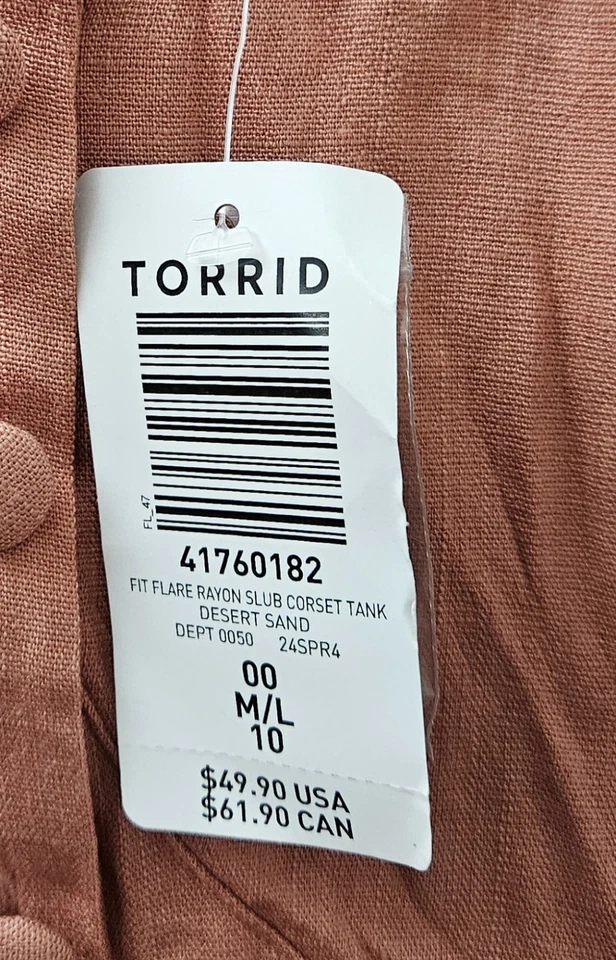 TORRID
FL_47
41760182
FIT FLARE RAYON SLUB CORSET TANK
DESERT SAND
DEPT 0050 24SPR4
00
M/L
10
$49.90 USA
$61.90 CAN